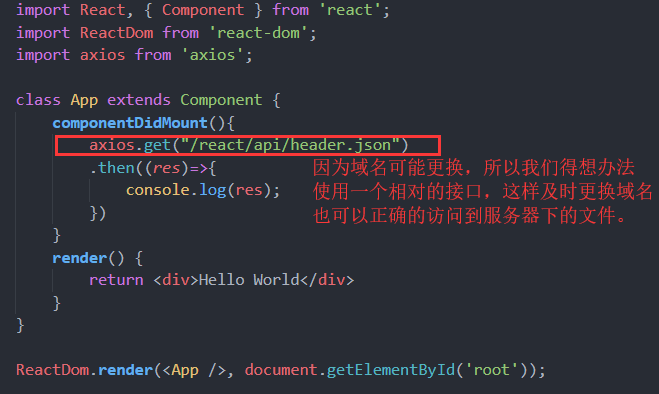 import React, { Component } from 'react';
import ReactDom from 'react-dom';
import axios from 'axios';
class App extends Component {
componentDidMount(){
axios.get("/react/api/header.json")
.then((res)=>{
因为域名可能更换，所以我们得想办法
console.log(res);
使用一个相对的接口，这样及时更换域名
})
也可以正确的访问到服务器下的文件。
}
render() {
return <div>Hello World</div>
}
}
ReactDom.render(<App />, document.getElementById('root'));